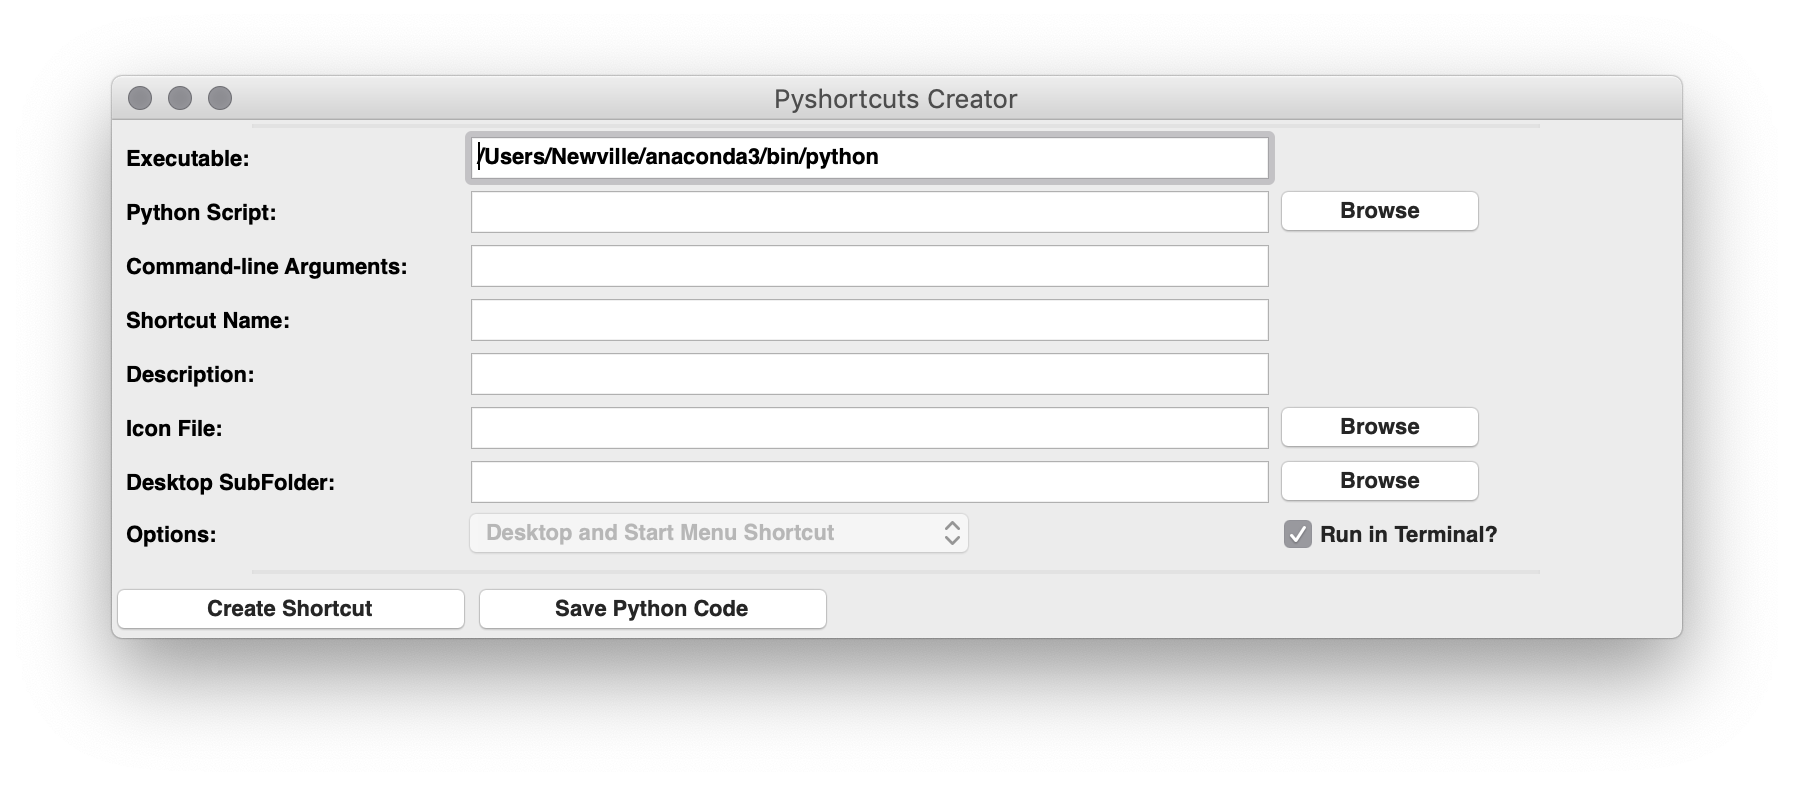 Pyshortcuts Creator
Executable: /Users/Newville/anaconda3/bin/python
Python Script: Browse
Command-line Arguments:
Shortcut Name:
Description:
Icon File: Browse
Desktop SubFolder: Browse
Options: Desktop and Start Menu Shortcut Run in Terminal?
Create Shortcut Save Python Code